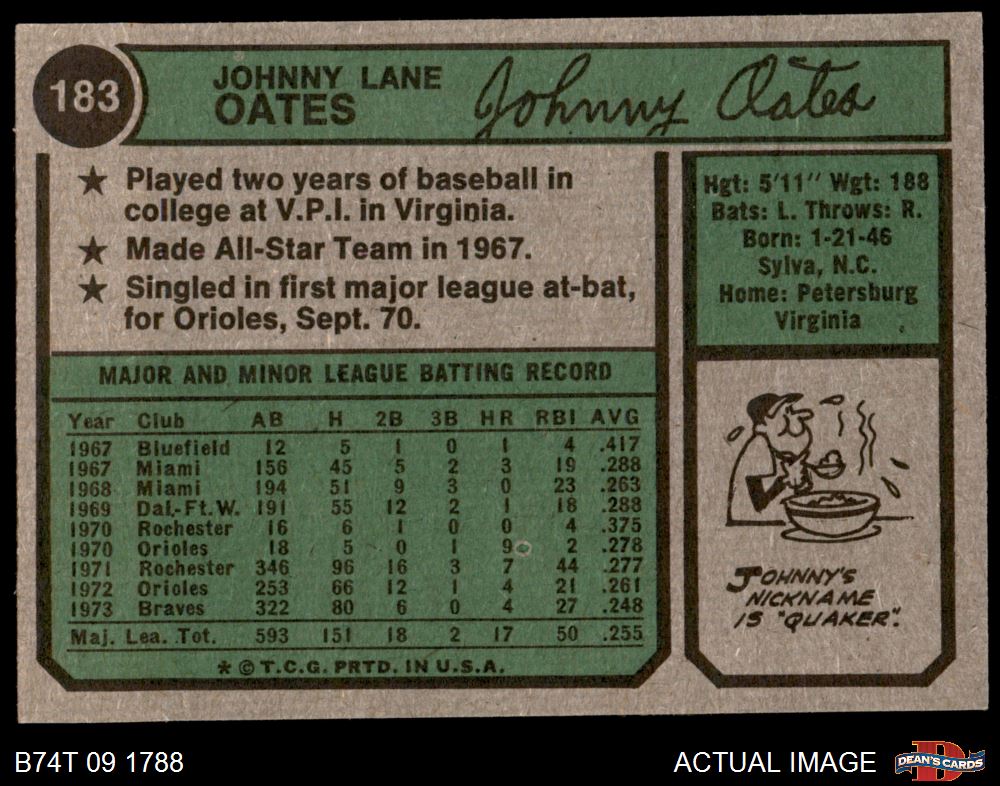 183
JOHNNY LANE
OATES
Johnny Oates
★ Played two years of baseball in
college at V.P.I. in Virginia.
★ Made All-Star Team in 1967.
★ Singled in first major league at-bat,
for Orioles, Sept. 70.
Hgt: 5'11" Wgt: 188
Bats: L. Throws: R.
Born: 1-21-46
Sylva, N.C.
Home: Petersburg
Virginia
MAJOR AND MINOR LEAGUE BATTING RECORD
Year Club AB H 2B 3B HR RBI AVG
1967 Bluefield 12 5 1 0 1 4 .417
1967 Miami 156 45 5 2 3 19 .288
1968 Miami 194 51 9 3 0 23 .263
1969 Dal.-Ft.W. 191 55 12 2 1 18 .288
1970 Rochester 16 6 1 0 0 4 .375
1970 Orioles 18 5 0 1 9 2 .278
1971 Rochester 346 96 16 3 7 44 .277
1972 Orioles 253 66 12 1 4 21 .261
1973 Braves 322 80 6 0 4 27 .248
Maj. Lea. Tot. 593 151 18 2 17 50 .255
* © T.C.G. PRTD. IN U.S.A.
JOHNNY'S
NICKNAME
IS "QUAKER".
B74T 09 1788
ACTUAL IMAGE
D
DEAN'S CARDS